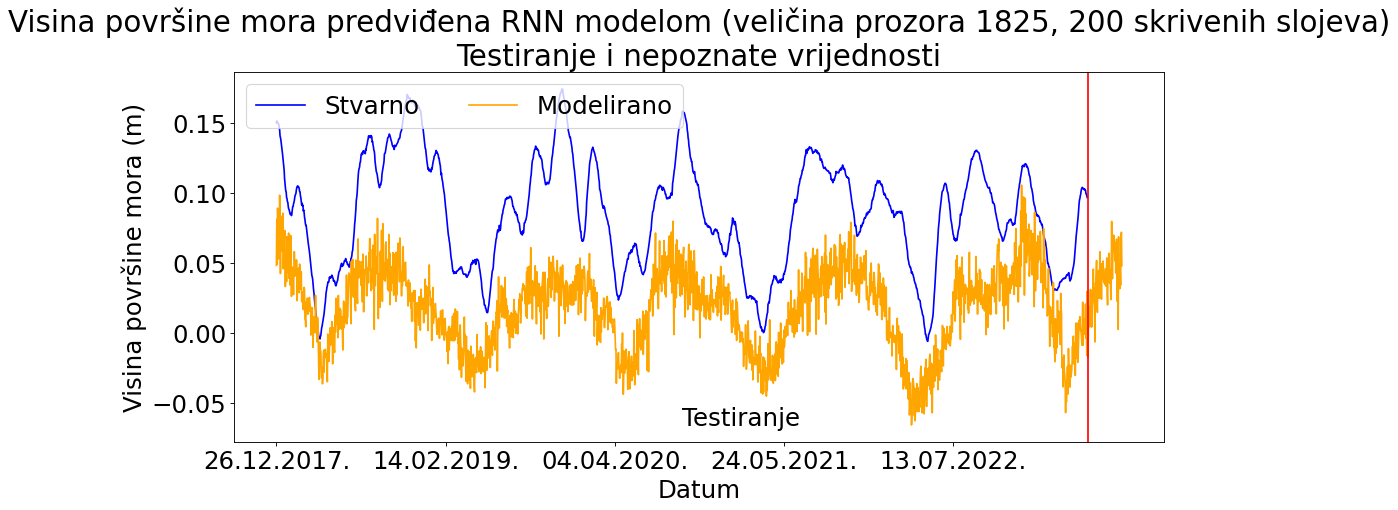 Visina površine mora predviđena RNN modelom (veličina prozora 1825, 200 skrivenih slojeva)
Testiranje i nepoznate vrijednosti
Stvarno Modelirano
Visina površine mora (m)
0.15
0.10
0.05
0.00
−0.05
Testiranje
26.12.2017. 14.02.2019. 04.04.2020. 24.05.2021. 13.07.2022.
Datum